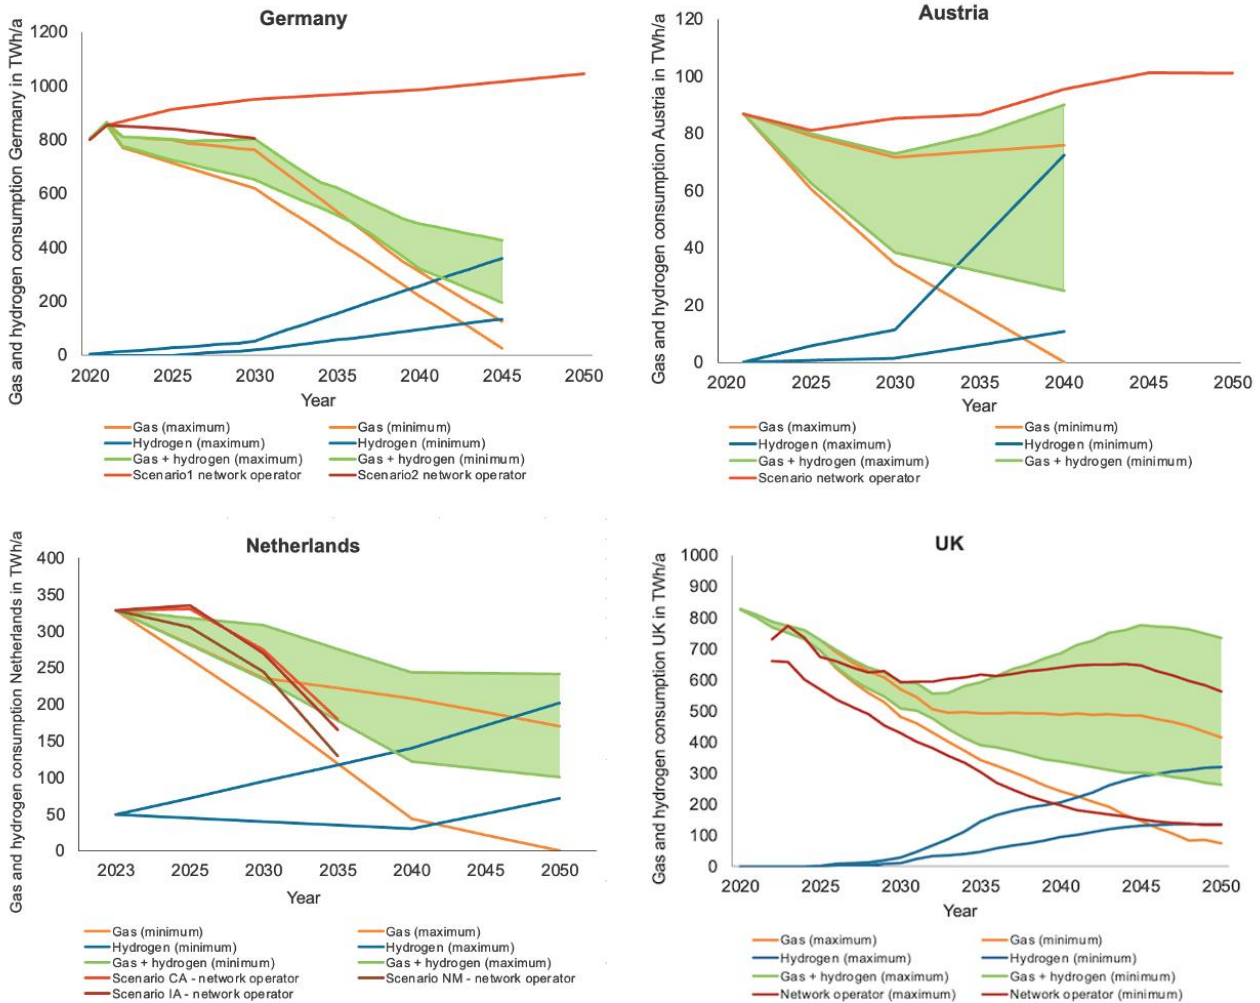 Germany
Gas and hydrogen consumption Germany in TWh/a
1200
1000
800
600
400
200
0
2020 2025 2030 2035 2040 2045 2050
Year
Gas (maximum) Gas (minimum)
Hydrogen (maximum) Hydrogen (minimum)
Gas + hydrogen (maximum) Gas + hydrogen (minimum)
Scenario1 network operator Scenario2 network operator
Austria
Gas and hydrogen consumption Austria in TWh/a
120
100
80
60
40
20
0
2020 2025 2030 2035 2040 2045 2050
Year
Gas (maximum) Gas (minimum)
Hydrogen (maximum) Hydrogen (minimum)
Gas + hydrogen (maximum) Gas + hydrogen (minimum)
Scenario network operator
Netherlands
Gas and hydrogen consumption Netherlands in TWh/a
400
350
300
250
200
150
100
50
0
2023 2025 2030 2035 2040 2045 2050
Year
Gas (minimum) Gas (maximum)
Hydrogen (minimum) Hydrogen (maximum)
Gas + hydrogen (minimum) Gas + hydrogen (maximum)
Scenario CA - network operator Scenario NM - network operator
Scenario IA - network operator
UK
Gas and hydrogen consumption UK in TWh/a
1000
900
800
700
600
500
400
300
200
100
0
2020 2025 2030 2035 2040 2045 2050
Year
Gas (maximum) Gas (minimum)
Hydrogen (maximum) Hydrogen (minimum)
Gas + hydrogen (maximum) Gas + hydrogen (minimum)
Network operator (maximum) Network operator (minimum)